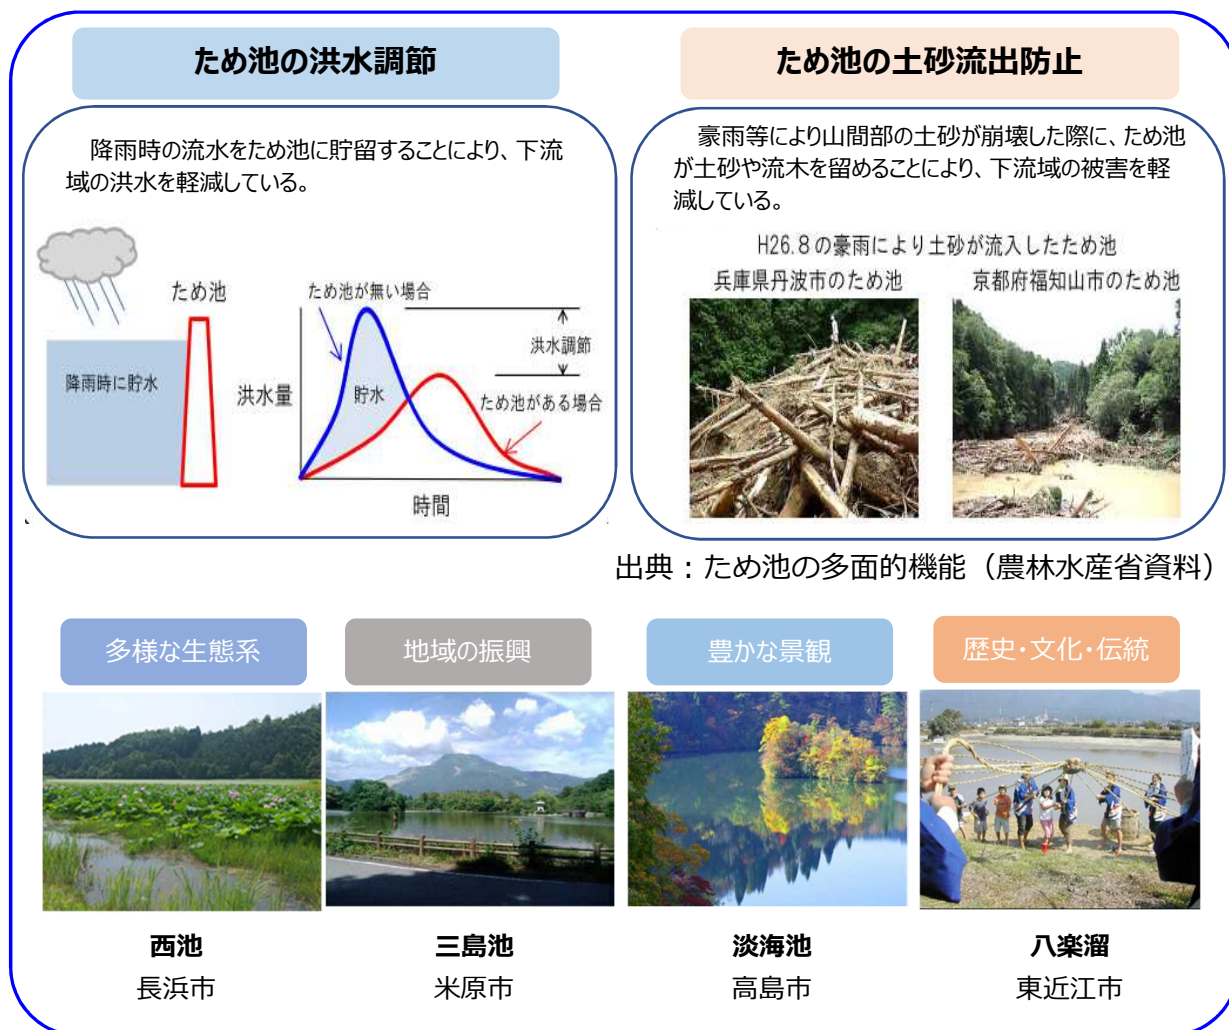 ため池の洪水調節
降雨時の流水をため池に貯留することにより、下流
域の洪水を軽減している。
ため池
降雨時に貯水
ため池が無い場合
洪水調節
洪水量
貯水
ため池がある場合
時間
ため池の土砂流出防止
豪雨等により山間部の土砂が崩壊した際に、ため池
が土砂や流木を留めることにより、下流域の被害を軽
減している。
H26.8の豪雨により土砂が流入したため池
兵庫県丹波市のため池
京都府福知山市のため池
出典：ため池の多面的機能（農林水産省資料）
多様な生態系
地域の振興
豊かな景観
歴史・文化・伝統
西池
長浜市
三島池
米原市
淡海池
高島市
八楽溜
東近江市